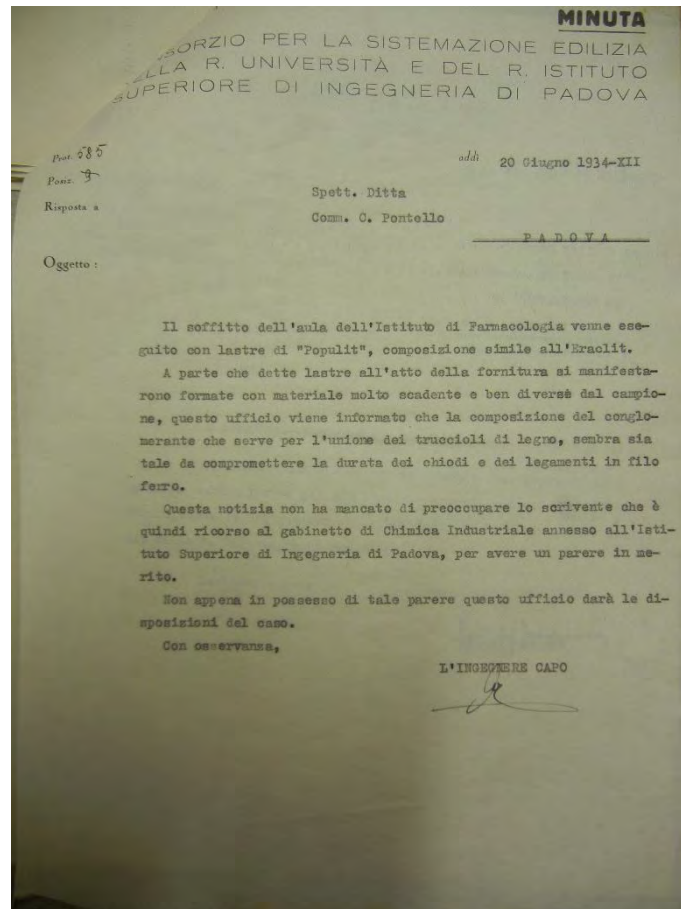 MINUTA
SORZIO PER LA SISTEMAZIONE EDILIZIA
LLA R. UNIVERSITÀ E DEL R. ISTITUTO
SUPERIORE DI INGEGNERIA DI PADOVA
Prot. 585
addì 20 Giugno 1934-XII
Posiz. 9
Risposta a
Spett. Ditta
Comm. C. Pontello
PADOVA
Oggetto :
Il soffitto dell'aula dell'Istituto di Farmacologia venne ese-
guito con lastre di "Populit", composizione simile all'Eraclit.
A parte che dette lastre all'atto della fornitura si manifesta-
rono formate con materiale molto scadente e ben diversè dal campio-
ne, questo ufficio viene informato che la composizione del conglo-
merante che serve per l'unione dei truccioli di legno, sembra sia
tale da compromettere la durata dei chiodi e dei legamenti in filo
ferro.
Questa notizia non ha mancato di preoccupare lo scrivente che è
quindi ricorso al gabinetto di Chimica Industriale annesso all'Isti-
tuto Superiore di Ingegneria di Padova, per avere un parere in me-
rito.
Non appena in possesso di tale parere questo ufficio darà le di-
sposizioni del caso.
Con osservanza,
L'INGEGNERE CAPO